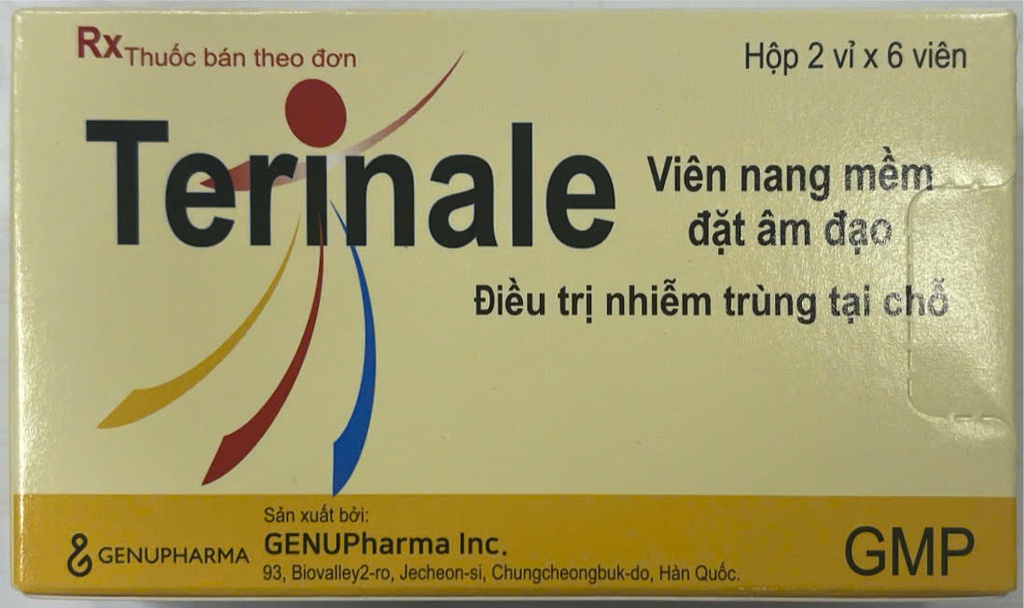 Rx Thuốc bán theo đơn
Hộp 2 vỉ x 6 viên
Terinale
Viên nang mềm
đặt âm đạo
Điều trị nhiễm trùng tại chỗ
GENUPHARMA
Sản xuất bởi:
GENUPharma Inc.
93, Biovalley2-ro, Jecheon-si, Chungcheongbuk-do, Hàn Quốc.
GMP